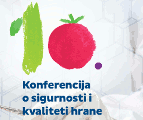 10.
Konferencija
o sigurnosti i
kvaliteti hrane